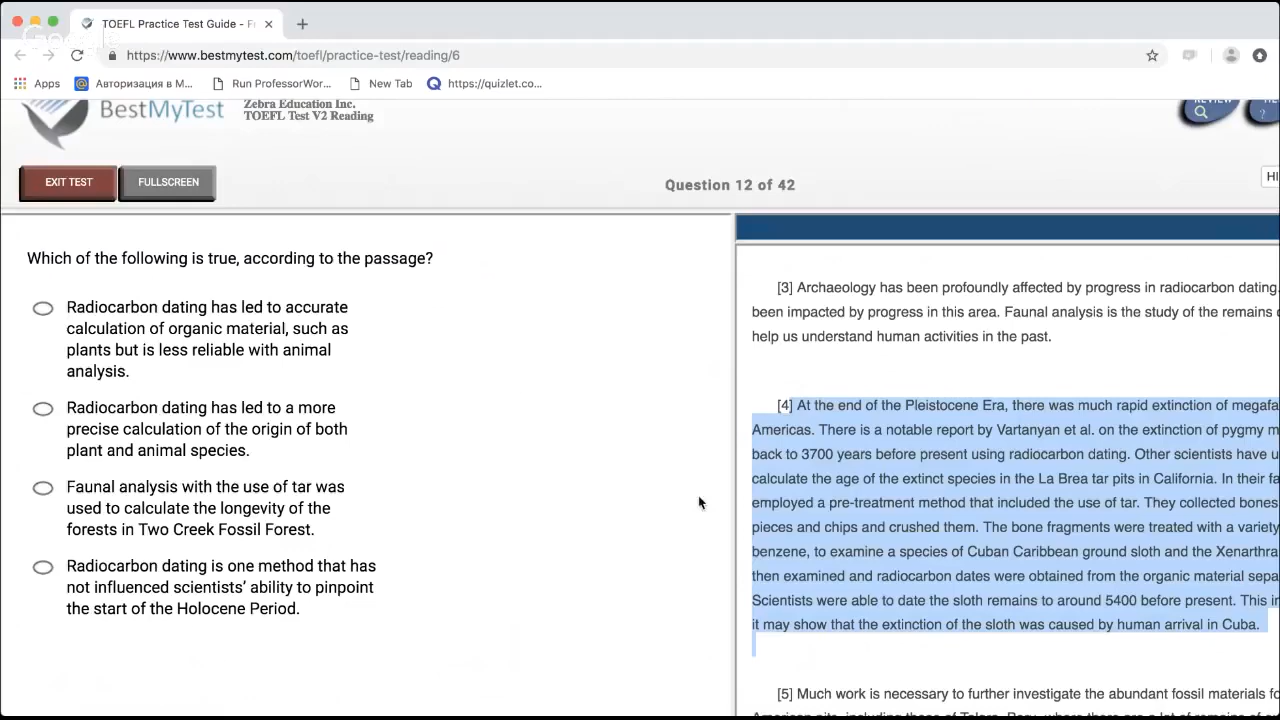 TOEFL Practice Test Guide - Fr
https://www.bestmytest.com/toefl/practice-test/reading/6
Apps Авторизация в М... Run ProfessorWor... New Tab https://quizlet.co...
BestMyTest
Zebra Education Inc.
TOEFL Test V2 Reading
REVIEW
EXIT TEST FULLSCREEN
Question 12 of 42
HI
Which of the following is true, according to the passage?
Radiocarbon dating has led to accurate
calculation of organic material, such as
plants but is less reliable with animal
analysis.
Radiocarbon dating has led to a more
precise calculation of the origin of both
plant and animal species.
Faunal analysis with the use of tar was
used to calculate the longevity of the
forests in Two Creek Fossil Forest.
Radiocarbon dating is one method that has
not influenced scientists’ ability to pinpoint
the start of the Holocene Period.
[3] Archaeology has been profoundly affected by progress in radiocarbon dating.
been impacted by progress in this area. Faunal analysis is the study of the remains
help us understand human activities in the past.
[4] At the end of the Pleistocene Era, there was much rapid extinction of megafa
Americas. There is a notable report by Vartanyan et al. on the extinction of pygmy m
back to 3700 years before present using radiocarbon dating. Other scientists have u
calculate the age of the extinct species in the La Brea tar pits in California. In their fa
employed a pre-treatment method that included the use of tar. They collected bones
pieces and chips and crushed them. The bone fragments were treated with a variety
benzene, to examine a species of Cuban Caribbean ground sloth and the Xenarthra
then examined and radiocarbon dates were obtained from the organic material sepa
Scientists were able to date the sloth remains to around 5400 before present. This in
it may show that the extinction of the sloth was caused by human arrival in Cuba.
[5] Much work is necessary to further investigate the abundant fossil materials fo